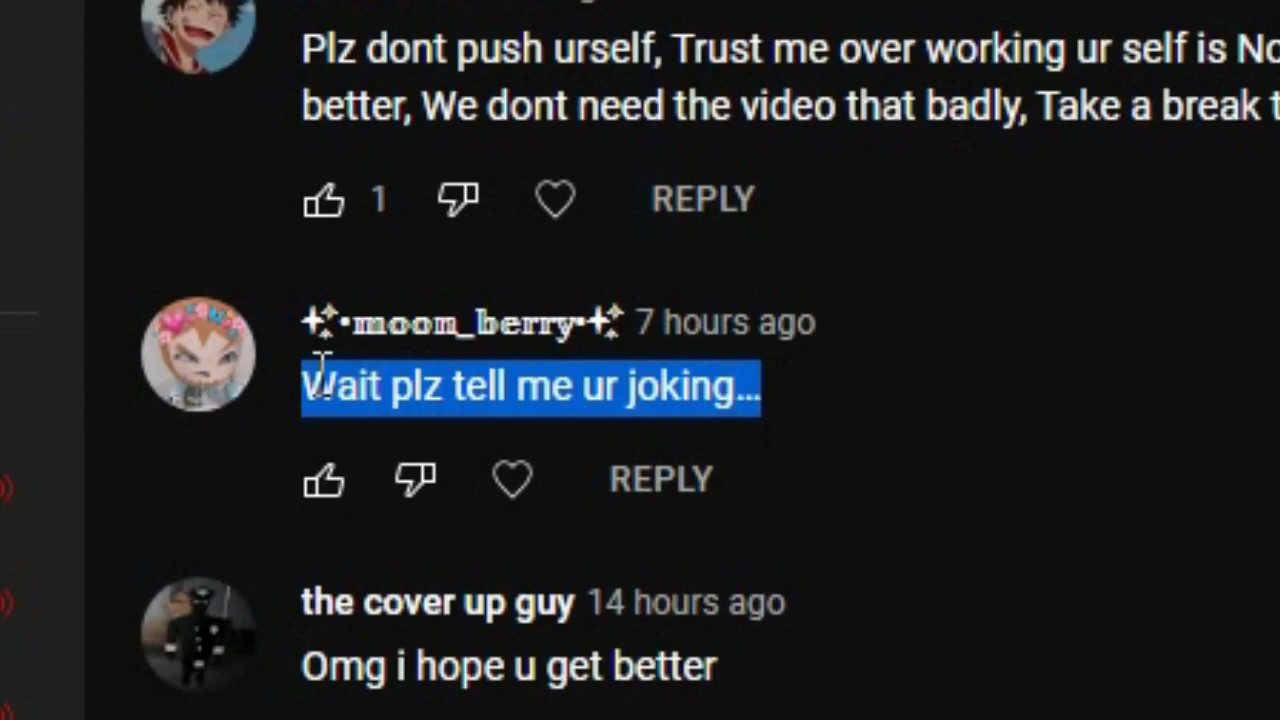 Plz dont push urself, Trust me over working ur self is
better, We dont need the video that badly, Take a break
1 REPLY
✨•moon_berry•✨ 7 hours ago
Wait plz tell me ur joking...
REPLY
the cover up guy 14 hours ago
Omg i hope u get better